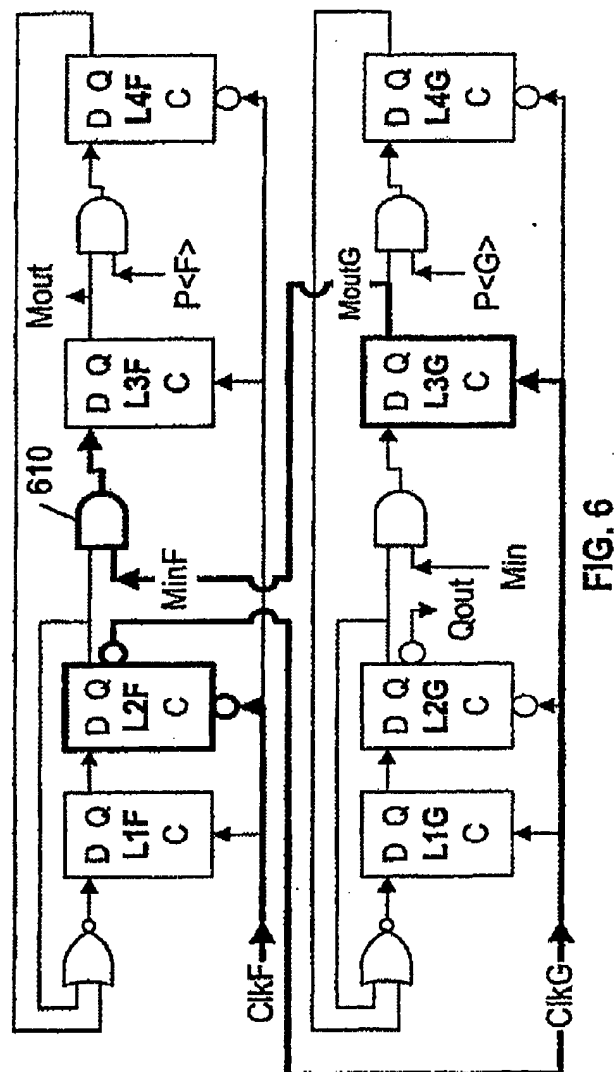 Mout
610
D Q
L1F
C
D Q
L2F
C
D Q
L3F
C
D Q
L4F
C
MinF
P<F>
ClkF
MoutG
D Q
L1G
C
D Q
L2G
C
D Q
L3G
C
D Q
L4G
C
Qout
Min
P<G>
ClkG
FIG. 6